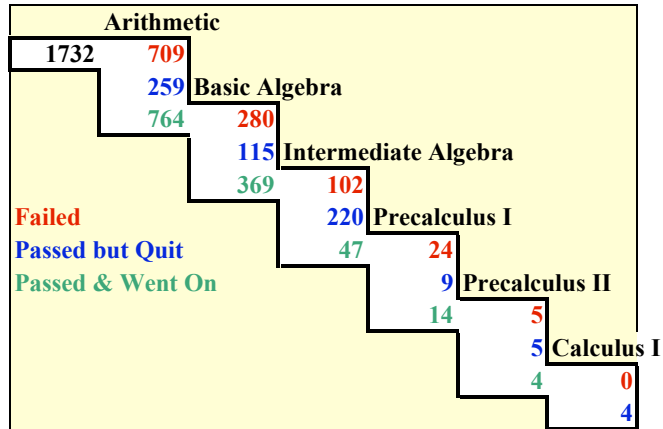 Arithmetic
1732 709
259 Basic Algebra
764 280
115 Intermediate Algebra
369 102
Failed 220 Precalculus I
Passed but Quit 47 24
9 Precalculus II
Passed & Went On 14 5
5 Calculus I
4 0
4